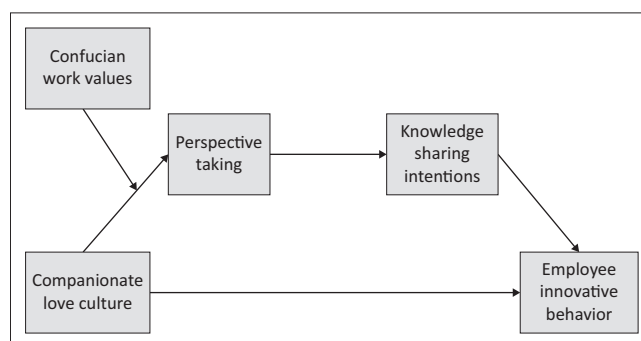 Confucian
work values
Perspective
taking
Knowledge
sharing
intentions
Companionate
love culture
Employee
innovative
behavior